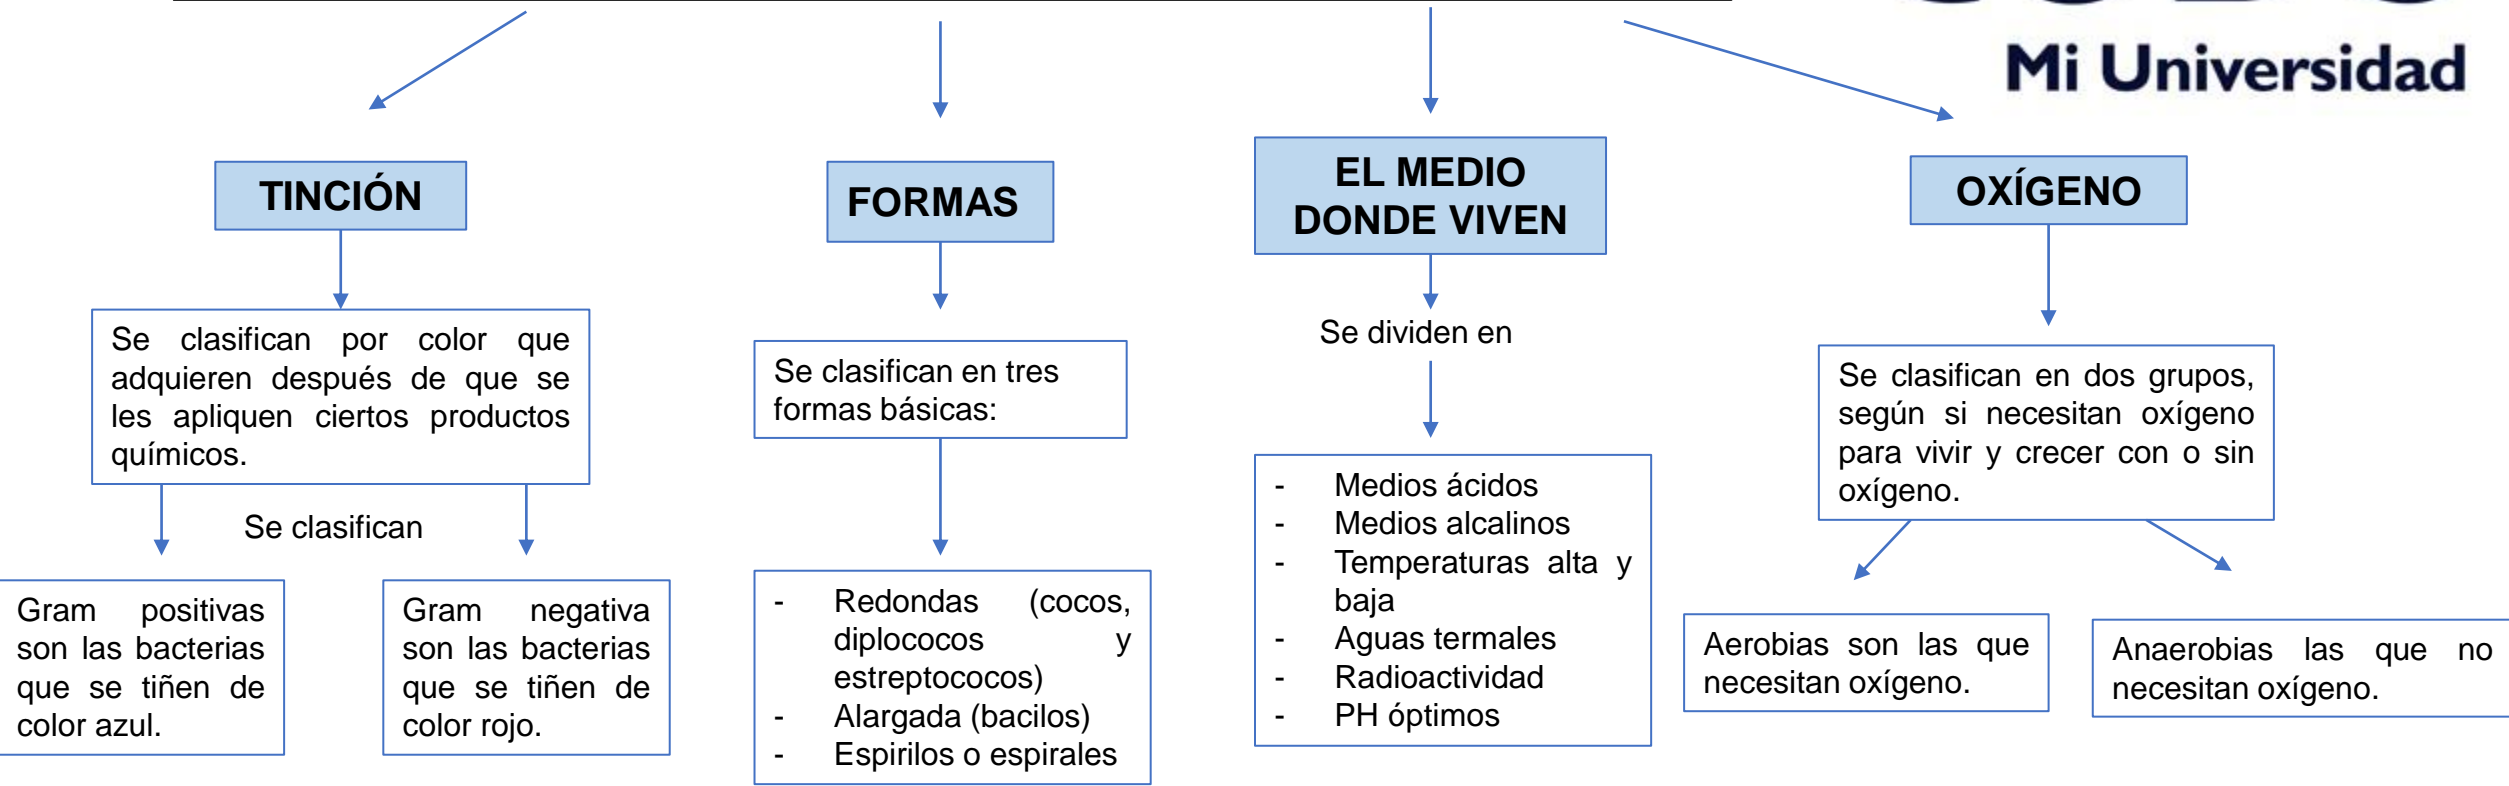 Mi Universidad
TINCIÓN
Se clasifican por color que
adquieren después de que se
les apliquen ciertos productos
químicos.
Se clasifican
Gram positivas
son las bacterias
que se tiñen de
color azul.
Gram negativa
son las bacterias
que se tiñen de
color rojo.
FORMAS
Se clasifican en tres
formas básicas:
- Redondas (cocos,
diplococos y
estreptococos)
- Alargada (bacilos)
- Espirilos o espirales
EL MEDIO
DONDE VIVEN
Se dividen en
- Medios ácidos
- Medios alcalinos
- Temperaturas alta y
baja
- Aguas termales
- Radioactividad
- PH óptimos
OXÍGENO
Se clasifican en dos grupos,
según si necesitan oxígeno
para vivir y crecer con o sin
oxígeno.
Aerobias son las que
necesitan oxígeno.
Anaerobias las que no
necesitan oxígeno.